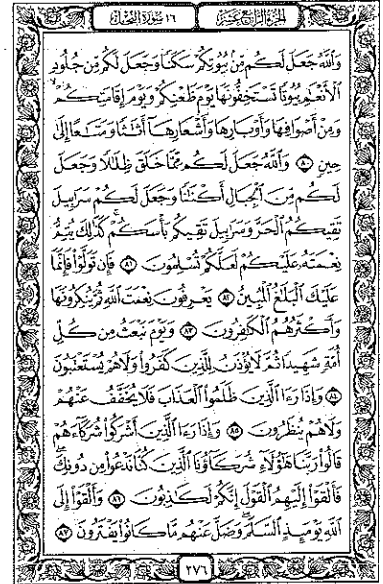 الجزء الرابع عشر ١٦ سورة النحل
وَٱللَّهُ جَعَلَ لَكُم مِّنۢ بُيُوتِكُمْ سَكَنًا وَجَعَلَ لَكُم مِّن جُلُودِ
ٱلْأَنْعَٰمِ بُيُوتًا تَسْتَخِفُّونَهَا يَوْمَ ظَعْنِكُمْ وَيَوْمَ إِقَامَتِكُمْ
وَمِنْ أَصْوَافِهَا وَأَوْبَارِهَا وَأَشْعَارِهَآ أَثَٰثًا وَمَتَٰعًا إِلَىٰ
حِينٍ ٨٠ وَٱللَّهُ جَعَلَ لَكُم مِّمَّا خَلَقَ ظِلَٰلًا وَجَعَلَ
لَكُم مِّنَ ٱلْجِبَالِ أَكْنَٰنًا وَجَعَلَ لَكُمْ سَرَٰبِيلَ
تَقِيكُمُ ٱلْحَرَّ وَسَرَٰبِيلَ تَقِيكُم بَأْسَكُمْ كَذَٰلِكَ يُتِمُّ
نِعْمَتَهُۥ عَلَيْكُمْ لَعَلَّكُمْ تُسْلِمُونَ ٨١ فَإِن تَوَلَّوْا۟ فَإِنَّمَا
عَلَيْكَ ٱلْبَلَٰغُ ٱلْمُبِينُ ٨٢ يَعْرِفُونَ نِعْمَتَ ٱللَّهِ ثُمَّ يُنكِرُونَهَا
وَأَكْثَرُهُمُ ٱلْكَٰفِرُونَ ٨٣ وَيَوْمَ نَبْعَثُ مِن كُلِّ
أُمَّةٍ شَهِيدًا ثُمَّ لَا يُؤْذَنُ لِلَّذِينَ كَفَرُوا۟ وَلَا هُمْ يُسْتَعْتَبُونَ
٨٤ وَإِذَا رَءَا ٱلَّذِينَ ظَلَمُوا۟ ٱلْعَذَابَ فَلَا يُخَفَّفُ عَنْهُمْ
وَلَا هُمْ يُنظَرُونَ ٨٥ وَإِذَا رَءَا ٱلَّذِينَ أَشْرَكُوا۟ شُرَكَآءَهُمْ
قَالُوا۟ رَبَّنَا هَٰٓؤُلَآءِ شُرَكَآؤُنَا ٱلَّذِينَ كُنَّا نَدْعُوا۟ مِن دُونِكَ
فَأَلْقَوْا۟ إِلَيْهِمُ ٱلْقَوْلَ إِنَّكُمْ لَكَٰذِبُونَ ٨٦ وَأَلْقَوْا۟ إِلَى
ٱللَّهِ يَوْمَئِذٍ ٱلسَّلَمَ وَضَلَّ عَنْهُم مَّا كَانُوا۟ يَفْتَرُونَ ٨٧
٢٧٦